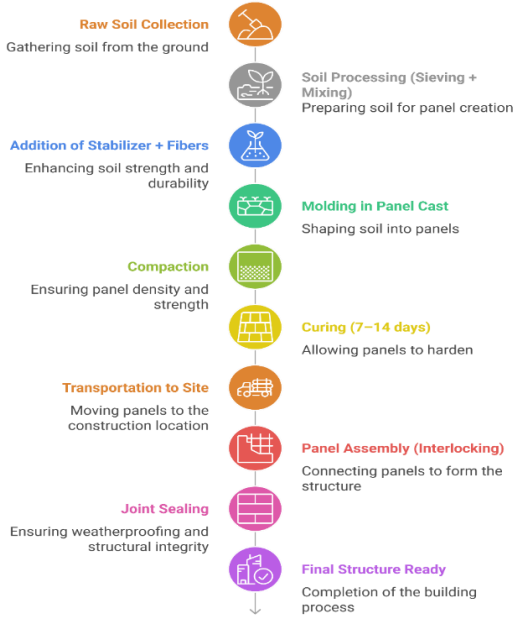 Raw Soil Collection
Gathering soil from the ground
Soil Processing (Sieving +
Mixing)
Preparing soil for panel creation
Addition of Stabilizer + Fibers
Enhancing soil strength and
durability
Molding in Panel Cast
Shaping soil into panels
Compaction
Ensuring panel density and
strength
Curing (7–14 days)
Allowing panels to harden
Transportation to Site
Moving panels to the
construction location
Panel Assembly (Interlocking)
Connecting panels to form the
structure
Joint Sealing
Ensuring weatherproofing and
structural integrity
Final Structure Ready
Completion of the building
process